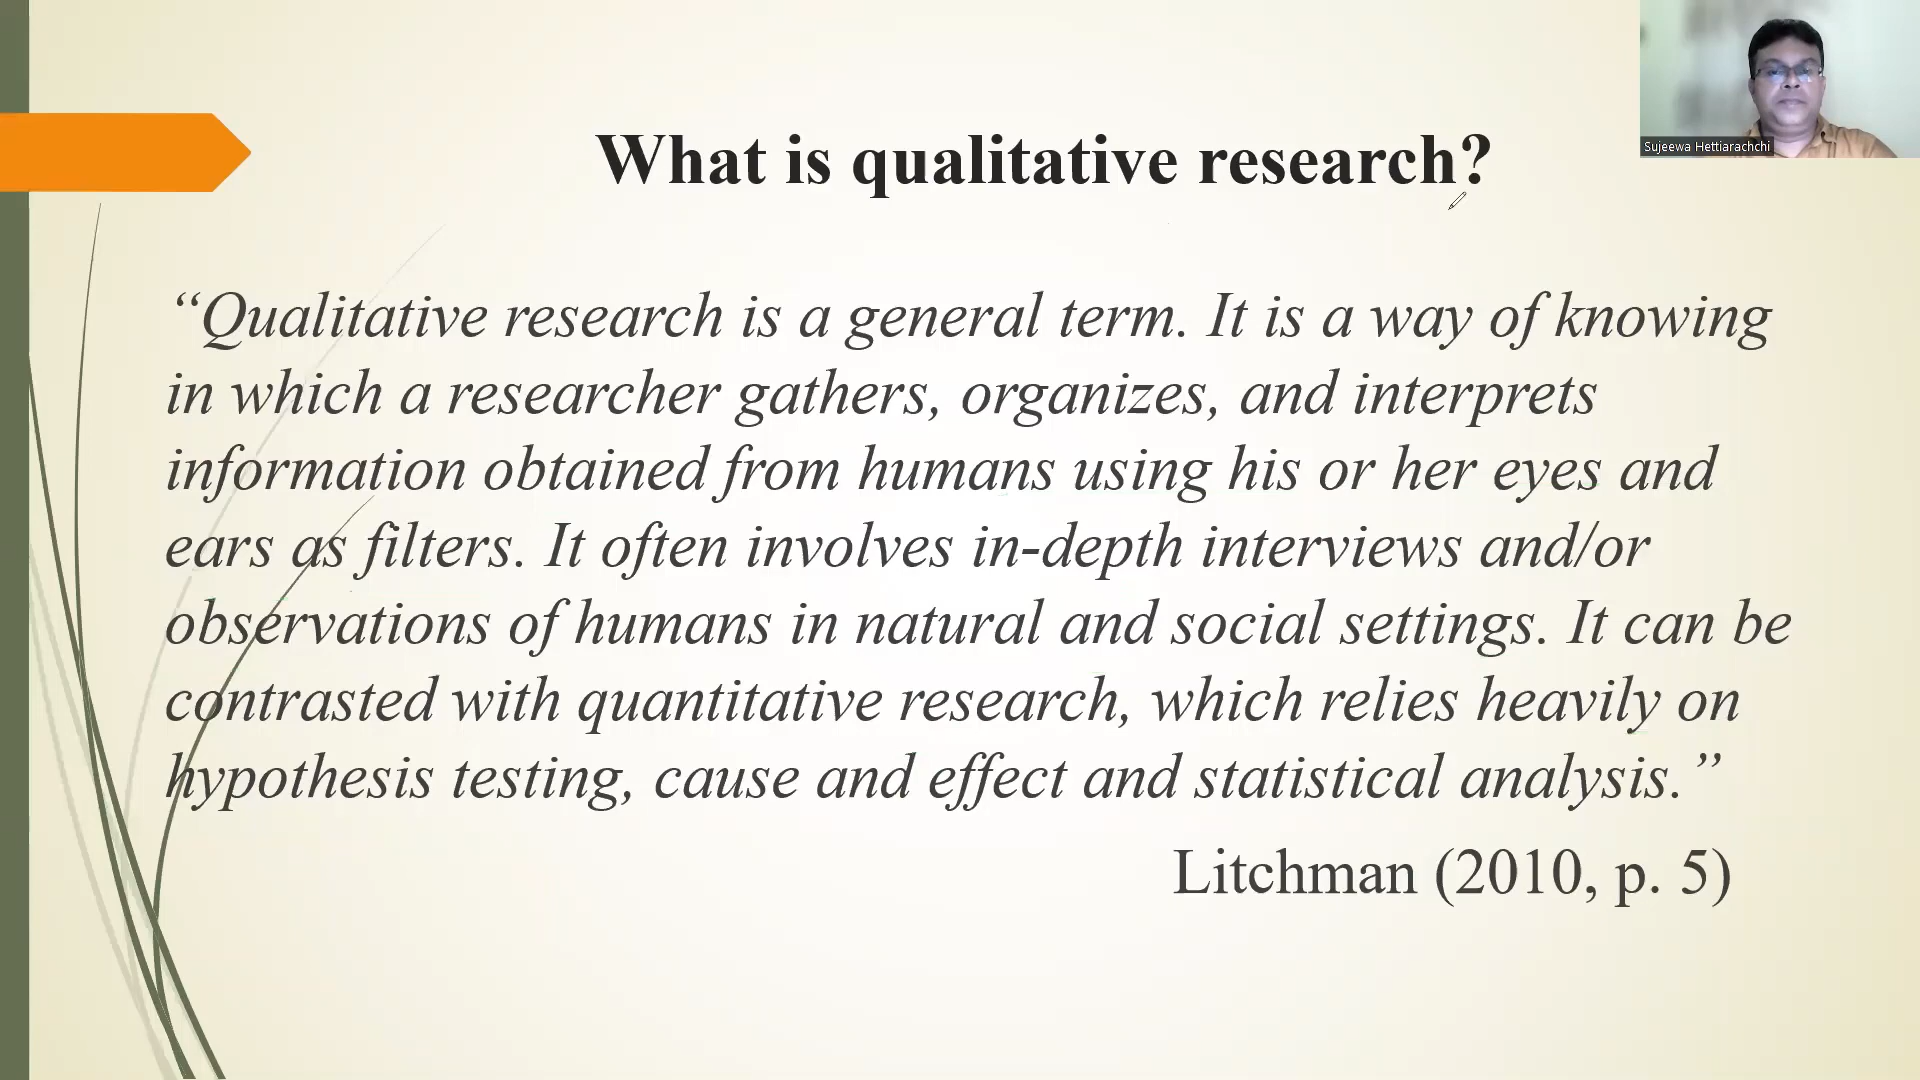 What is qualitative research?
Sujeewa Hettiarachchi
“Qualitative research is a general term. It is a way of knowing
in which a researcher gathers, organizes, and interprets
information obtained from humans using his or her eyes and
ears as filters. It often involves in-depth interviews and/or
observations of humans in natural and social settings. It can be
contrasted with quantitative research, which relies heavily on
hypothesis testing, cause and effect and statistical analysis.”
Litchman (2010, p. 5)